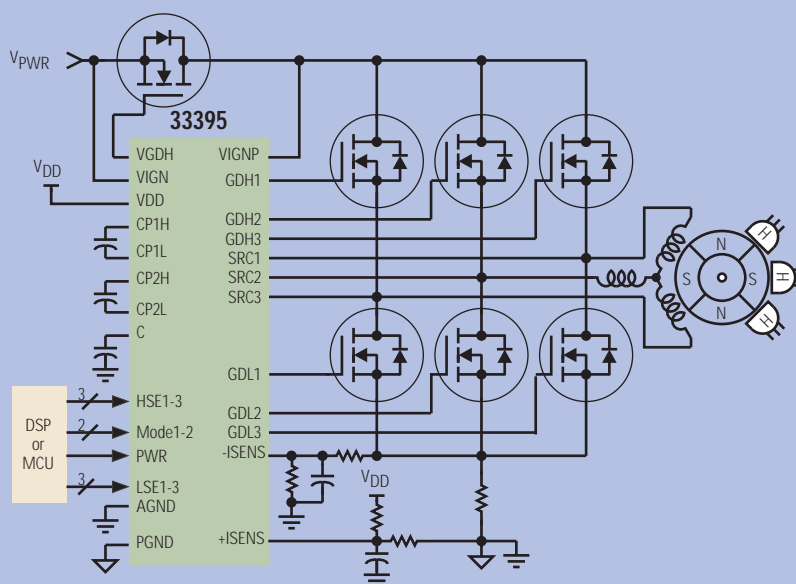 VPWR
33395
VGDH
VIGNP
VDD
VIGN
GDH1
VDD
CP1H
GDH2
CP1L
GDH3
SRC1
CP2H
SRC2
CP2L
SRC3
C
GDL1
DSP
or
MCU
3
HSE1-3
GDL2
2
Mode1-2
GDL3
PWR
-ISENS
3
LSE1-3
VDD
AGND
PGND
+ISENS
N
S
S
N
H
H
H